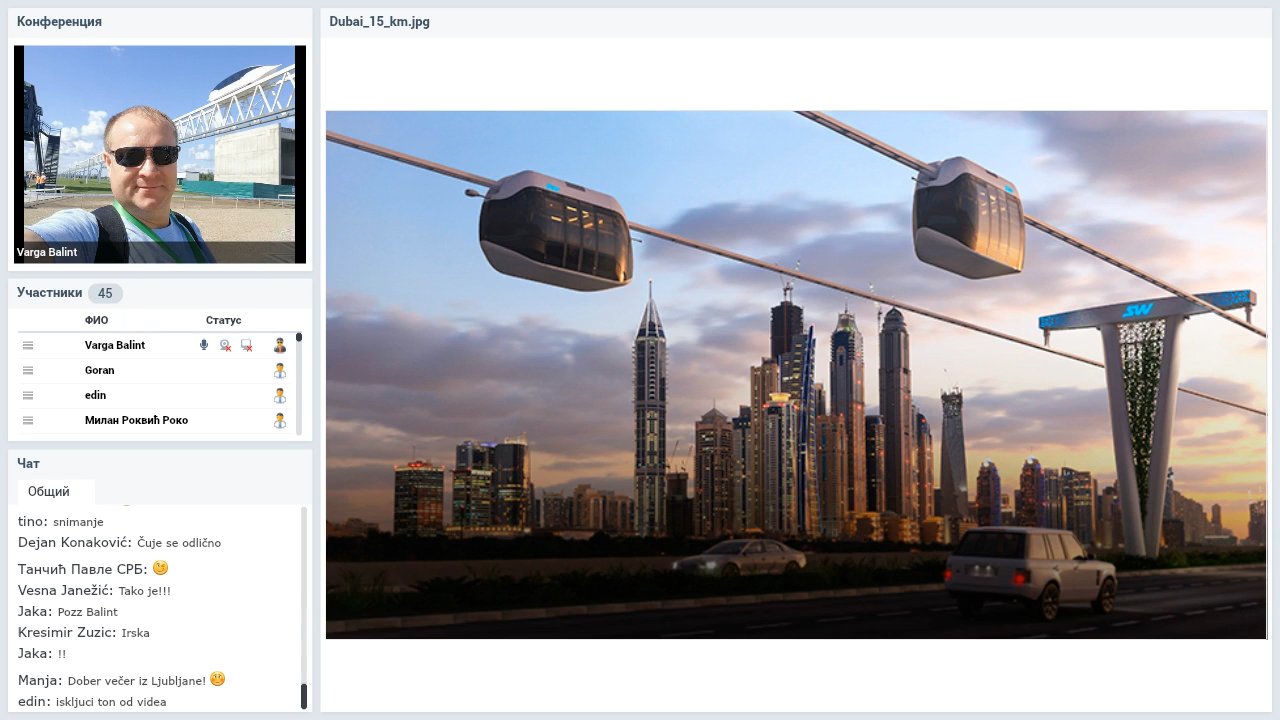 Конференция
Varga Balint
Участники 45
ФИО Статус
Varga Balint
Goran
edin
Милан Роквић Роко
Чат
Общий
tino: snimanje
Dejan Konaković: Čuje se odlično
Танчић Павле СРБ:
Vesna Janežić: Tako je!!!
Jaka: Pozz Balint
Kresimir Zuzic: Irska
Jaka: !!
Manja: Dober večer iz Ljubljane!
edin: iskljuci ton od videa
Dubai_15_km.jpg
SW